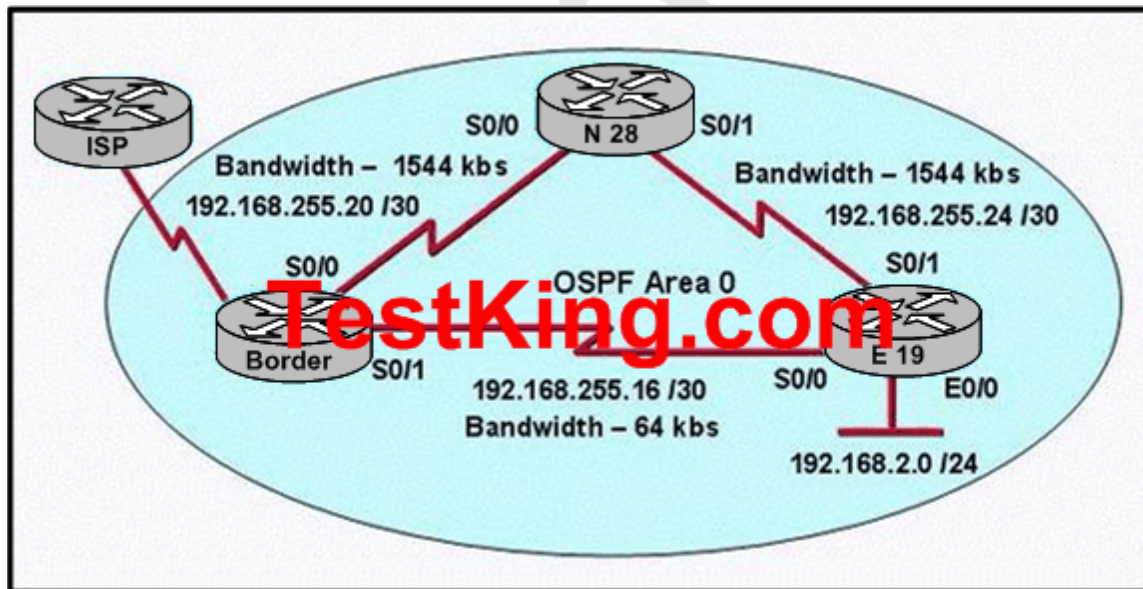 N 28
S0/0
S0/1
ISP
Bandwidth – 1544 kbs
192.168.255.20 /30
Bandwidth – 1544 kbs
192.168.255.24 /30
S0/0
S0/1
OSPF Area 0
TestKing.com
Border
S0/1
E 19
S0/0
E0/0
192.168.255.16 /30
Bandwidth – 64 kbs
192.168.2.0 /24